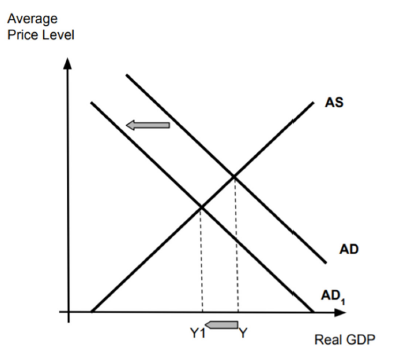 Average
Price Level
AS
AD
AD₁
Y1 Y
Real GDP